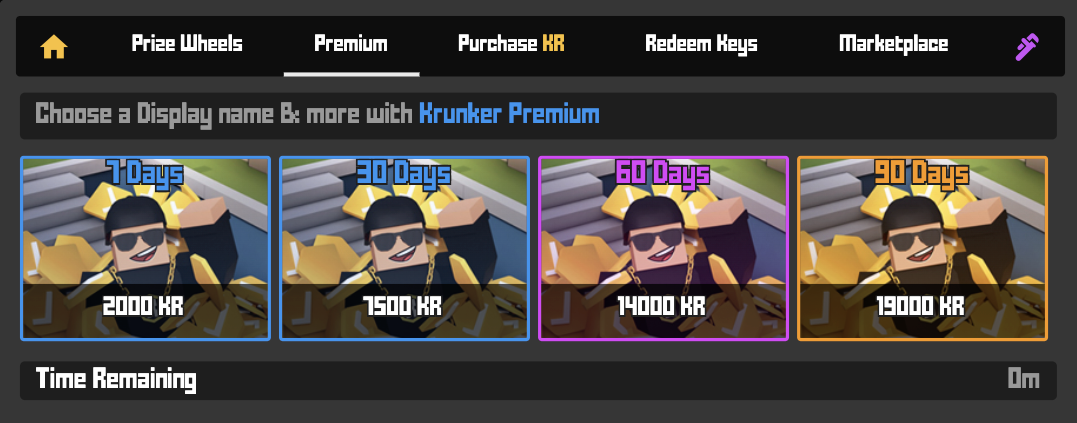 Prize Wheels
Premium
Purchase KR
Redeem Keys
Marketplace
Choose a Display name & more with Krunker Premium
7 Days
30 Days
60 Days
90 Days
2000 KR
7500 KR
14000 KR
19000 KR
Time Remaining
0m